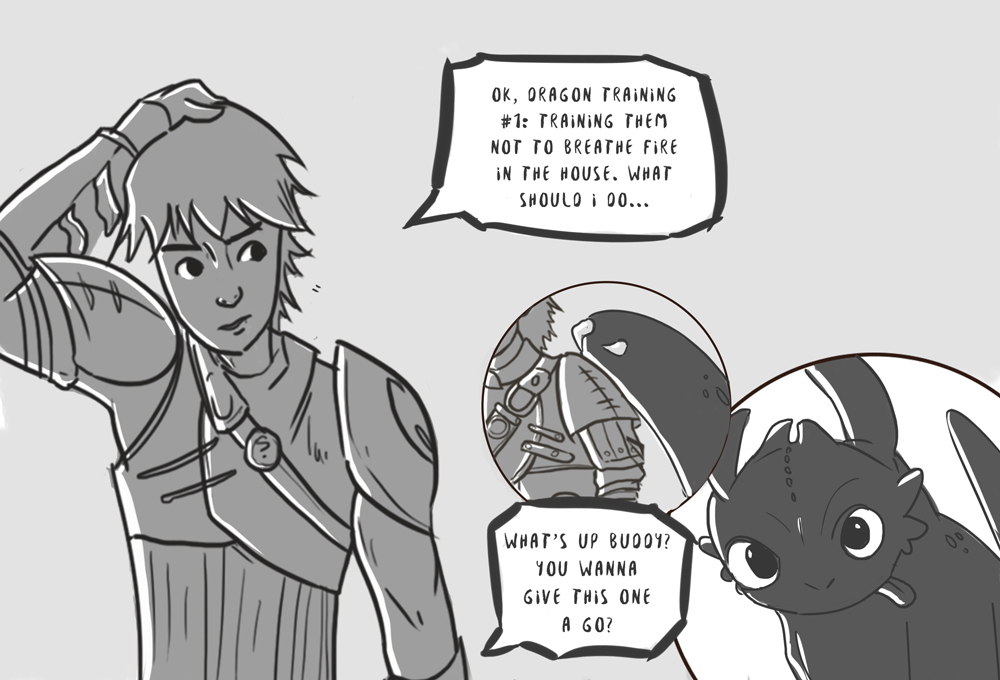 OK, DRAGON TRAINING
#1: TRAINING THEM
NOT TO BREATHE FIRE
IN THE HOUSE. WHAT
SHOULD I DO...
WHAT'S UP BUDDY?
YOU WANNA
GIVE THIS ONE
A GO?